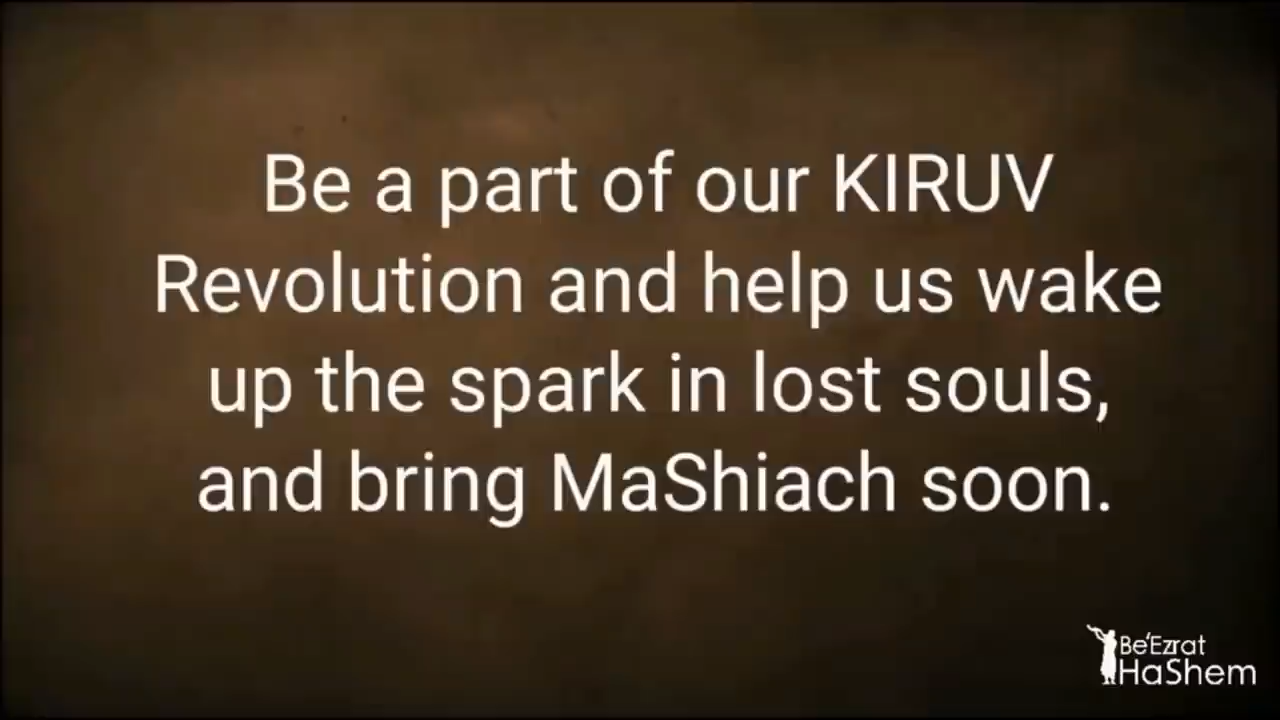 Be a part of our KIRUV
Revolution and help us wake
up the spark in lost souls,
and bring MaShiach soon.
Be'Ezrat
HaShem